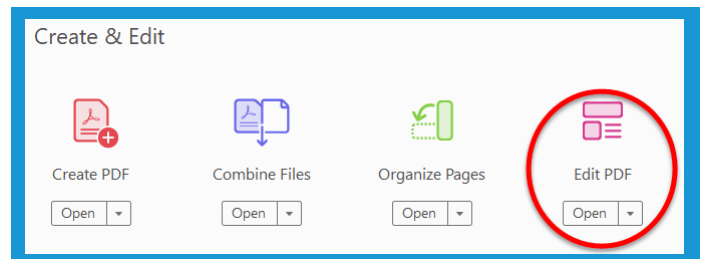 Create & Edit
Create PDF
Combine Files
Organize Pages
Edit PDF
Open
Open
Open
Open